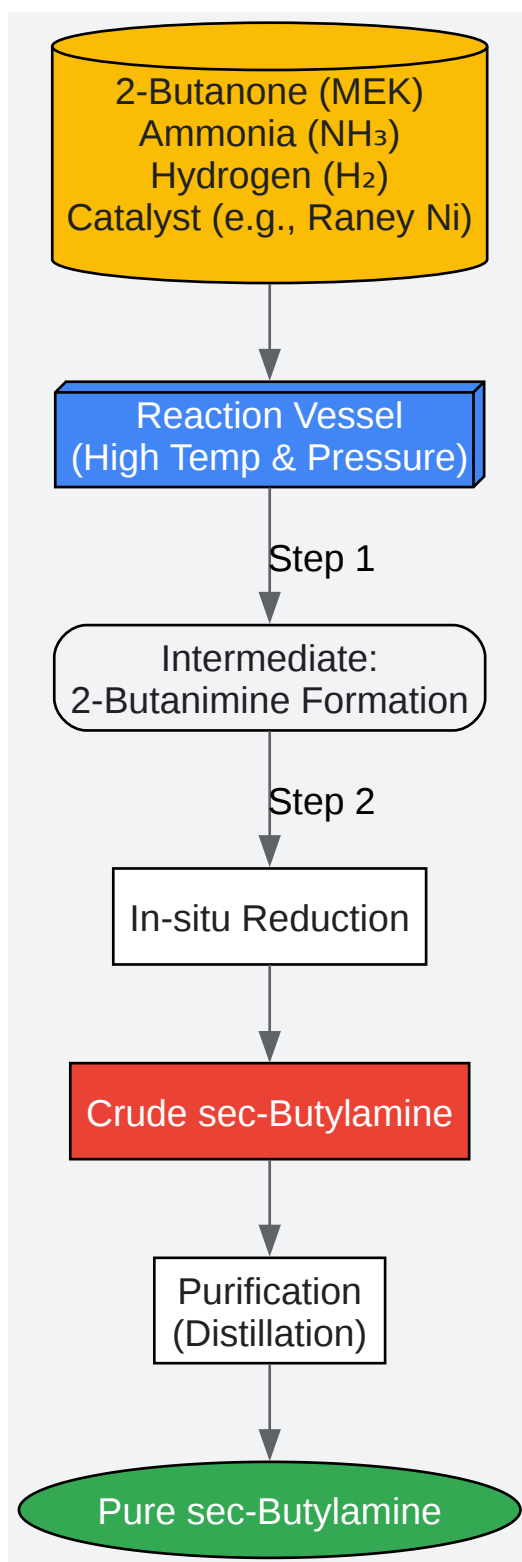 2-Butanone (MEK)
Ammonia (NH₃)
Hydrogen (H₂)
Catalyst (e.g., Raney Ni)
Reaction Vessel
(High Temp & Pressure)
Step 1
Intermediate:
2-Butanimine Formation
Step 2
In-situ Reduction
Crude sec-Butylamine
Purification
(Distillation)
Pure sec-Butylamine